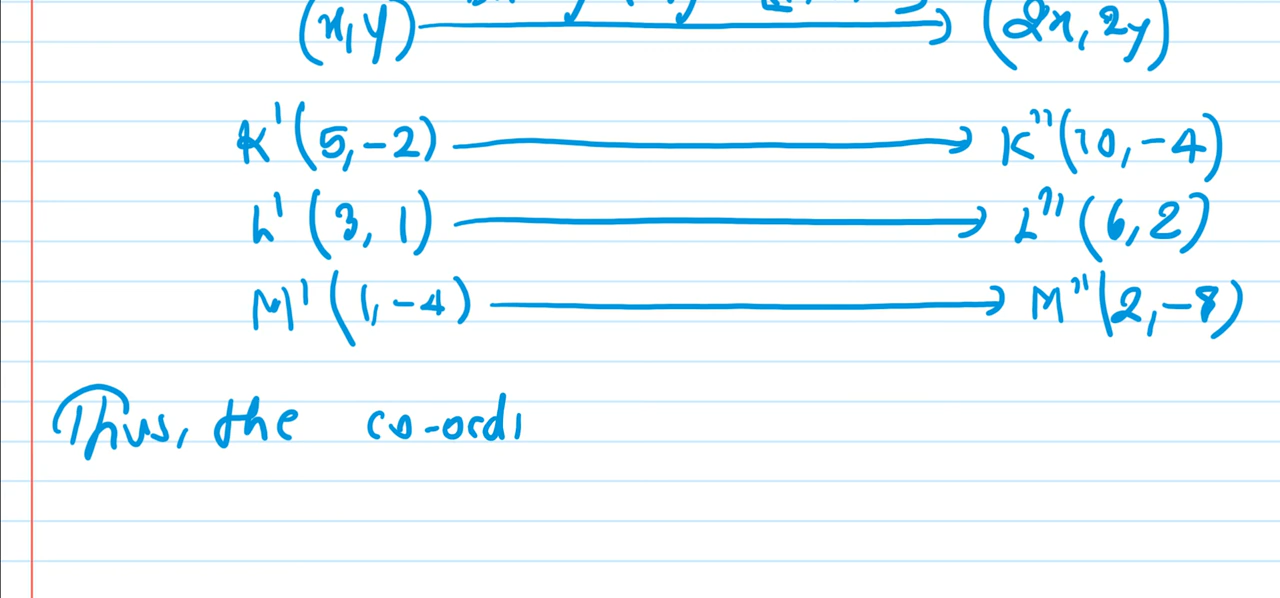 (x,y) (2x, 2y)
K'(5,-2) K"(10,-4)
L' (3, 1) L"(6,2)
M' (1,-4) M"(2,-8)
Thus, the co-ordi